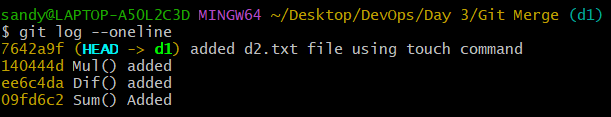 sandy@LAPTOP-A5OL2C3D MINGW64 ~/Desktop/DevOps/Day 3/Git Merge (d1)
$ git log --oneline
7642a9f (HEAD -> d1) added d2.txt file using touch command
140444d Mul() added
ee6c4da Dif() added
09fd6c2 Sum() Added